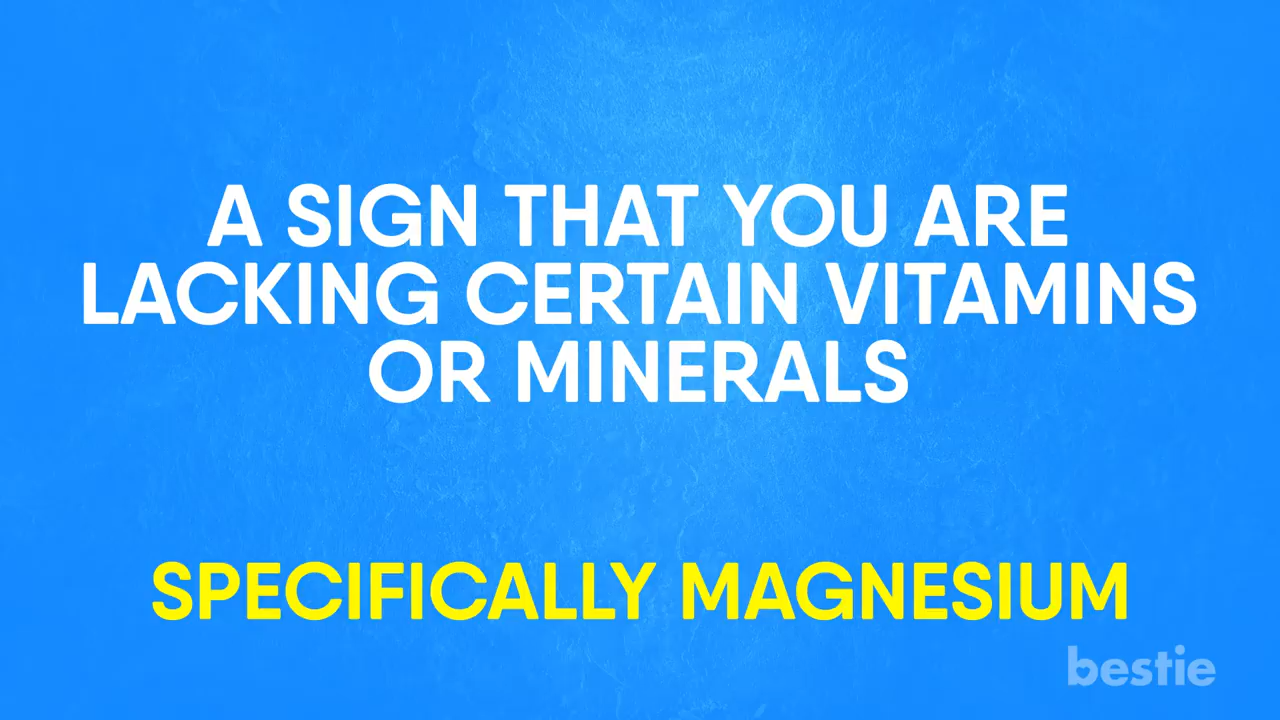 A SIGN THAT YOU ARE
LACKING CERTAIN VITAMINS
OR MINERALS
SPECIFICALLY MAGNESIUM
bestie